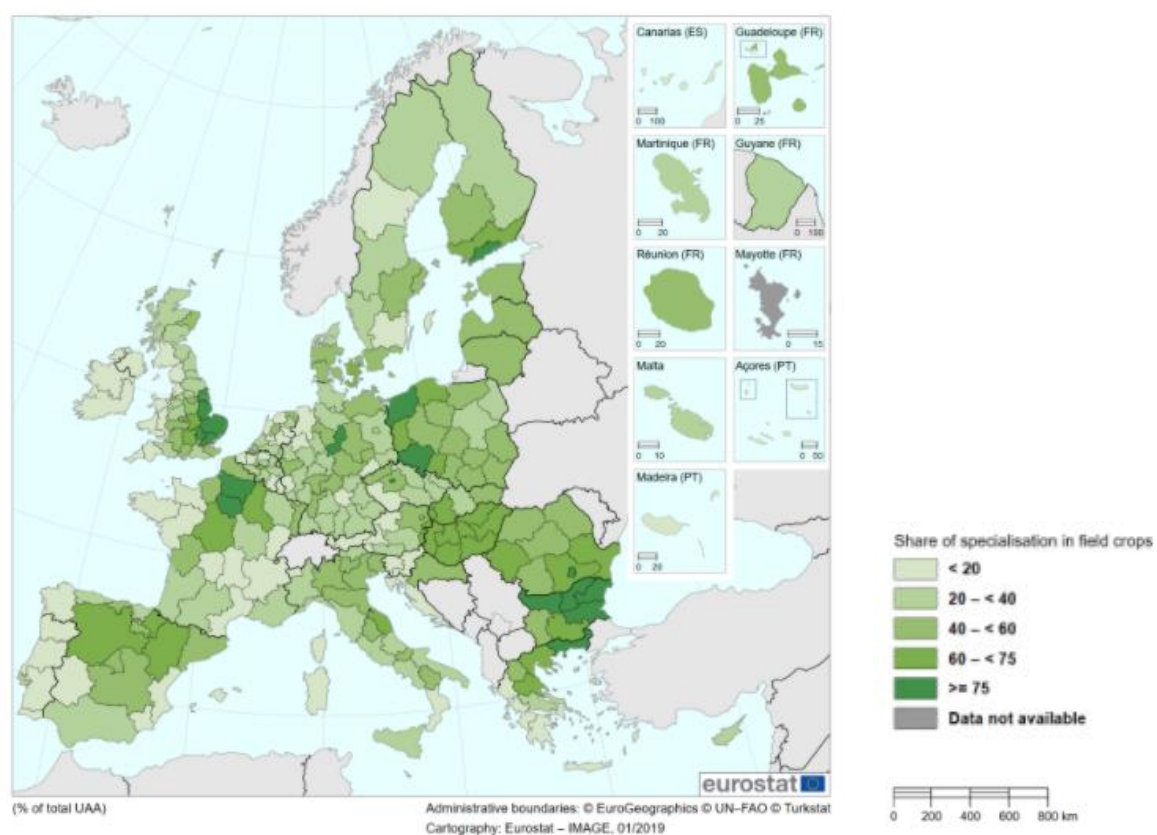 Canarias (ES)
0 100
Guadeloupe (FR)
0 25
Martinique (FR)
0 20
Guyane (FR)
0 100
Réunion (FR)
0 20
Mayotte (FR)
0 15
Malta
0 10
Açores (PT)
0 50
Madeira (PT)
0 20
eurostat
(% of total UAA)
Administrative boundaries: © EuroGeographics © UN–FAO © Turkstat
Cartography: Eurostat – IMAGE, 01/2019
Share of specialisation in field crops
< 20
20 – < 40
40 – < 60
60 – < 75
>= 75
Data not available
0 200 400 600 800 km